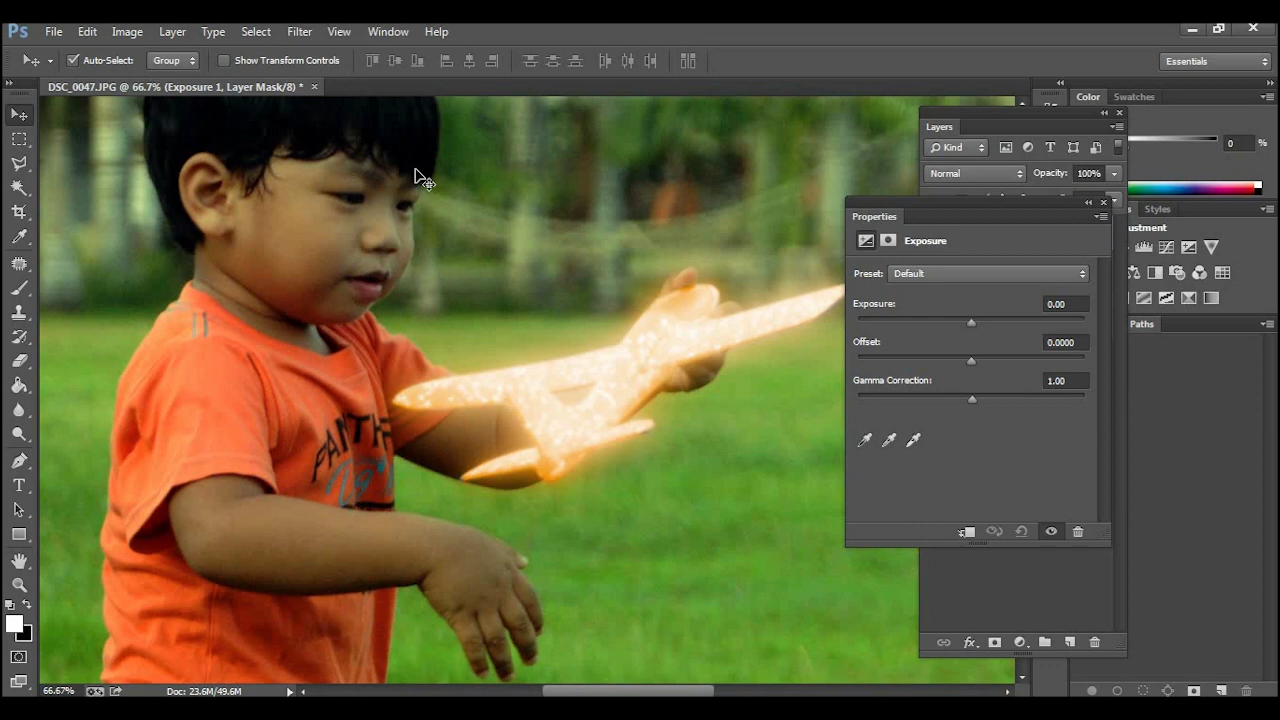 Ps File Edit Image Layer Type Select Filter View Window Help
Auto-Select: Group Show Transform Controls Essentials
DSC_0047.JPG @ 66.7% (Exposure 1, Layer Mask/8) *
Color Swatches
Layers
Kind
0 %
Normal Opacity: 100%
Styles
Properties
Exposure
Preset: Default
Exposure: 0.00
Paths
Offset: 0.0000
Gamma Correction: 1.00
T
fx
66.67% Doc: 23.6M/49.6M